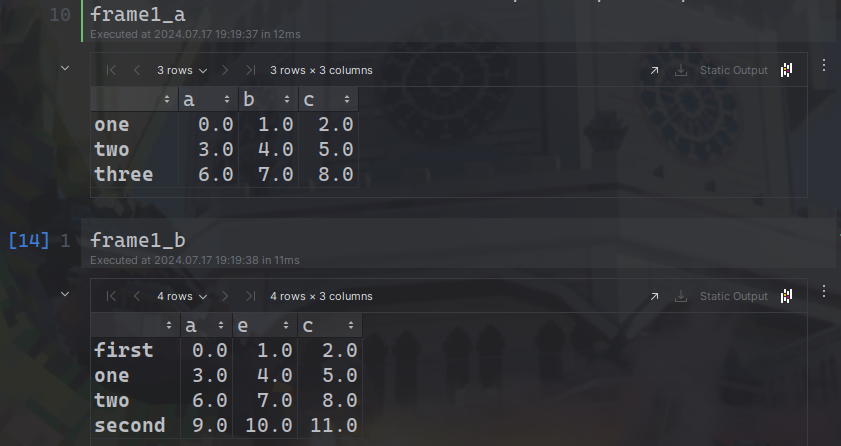 10 frame1_a
Executed at 2024.07.17 19:19:37 in 12ms
3 rows 3 rows × 3 columns Static Output
a b c
one 0.0 1.0 2.0
two 3.0 4.0 5.0
three 6.0 7.0 8.0
[14] 1 frame1_b
Executed at 2024.07.17 19:19:38 in 11ms
4 rows 4 rows × 3 columns Static Output
a e c
first 0.0 1.0 2.0
one 3.0 4.0 5.0
two 6.0 7.0 8.0
second 9.0 10.0 11.0